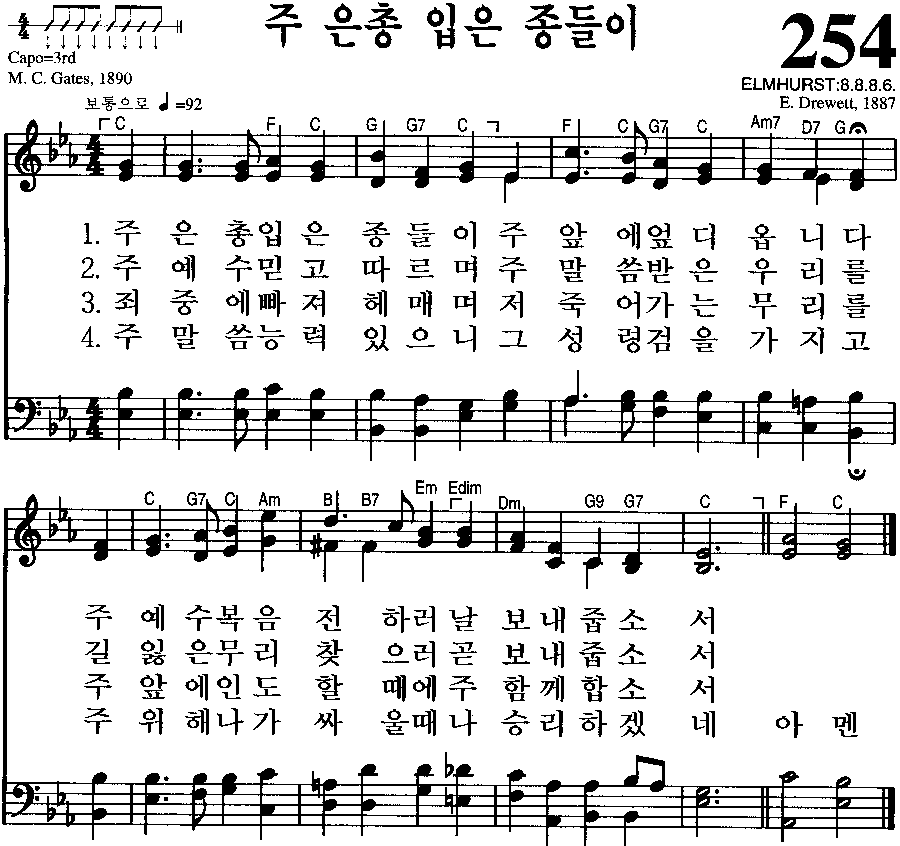 주 은총 입은 종들이
254
4/4
Capo=3rd
M. C. Gates, 1890
ELMHURST:8.8.8.6.
E. Drewett, 1887
보통으로 ♩=92
C F C G G7 C F C G7 C Am7 D7 G
1. 주 은 총입 은 종 들 이 주 앞 에엎 디 옵 니 다
2. 주 예 수믿 고 따 르 며 주 말 씀받 은 우 리 를
3. 죄 중 에빠 져 헤 매 며 저 죽 어가 는 무 리 를
4. 주 말 씀능 력 있 으 니 그 성 령검 을 가 지 고
C G7 C Am B B7 Em Edim Dm G9 G7 C F C
주 예 수복 음 전 하러 날 보 내 줍 소 서
길 잃 은무 리 찾 으러 곧 보 내 줍 소 서
주 앞 에인 도 할 때에 주 함 께 합 소 서
주 위 해나 가 싸 울때 나 승 리 하 겠 네 아 멘